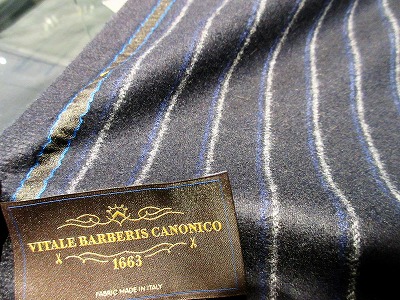 VITALE BARBERIS CANONICO
1663
FABRIC MADE IN ITALY